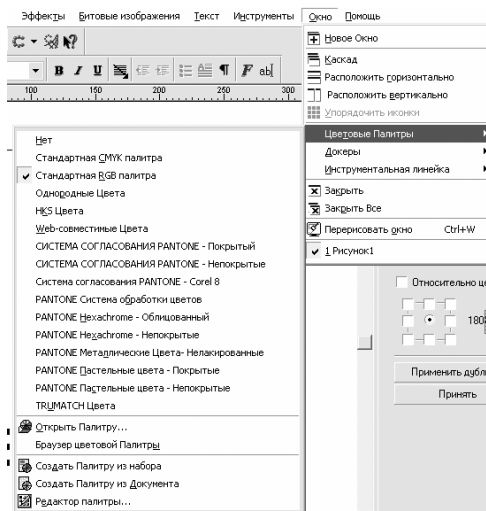 Эффекты Битовые изображения Текст Инструменты Окно Помощь
B I U ¶ F ab
100 150 200 250 300
Новое Окно
Каскад
Расположить горизонтально
Расположить вертикально
Упорядочить иконки
Цветовые Палитры
Докеры
Инструментальная линейка
Закрыть
Закрыть Все
Перерисовать окно Ctrl+W
1 Рисунок1
Нет
Стандартная CMYK палитра
Стандартная RGB палитра
Однородные Цвета
HKS Цвета
Web-совместимые Цвета
СИСТЕМА СОГЛАСОВАНИЯ PANTONE - Покрытый
СИСТЕМА СОГЛАСОВАНИЯ PANTONE - Непокрытые
Система согласования PANTONE - Corel 8
PANTONE Система обработки цветов
PANTONE Hexachrome - Облицованный
PANTONE Hexachrome - Непокрытые
PANTONE Металлические Цвета- Нелакированные
PANTONE Пастельные цвета - Покрытые
PANTONE Пастельные цвета - Непокрытые
TRUMATCH Цвета
Открыть Палитру...
Браузер цветовой Палитры
Создать Палитру из набора
Создать Палитру из Документа
Редактор палитры...
Относительно це
180
Применить дубл
Принять